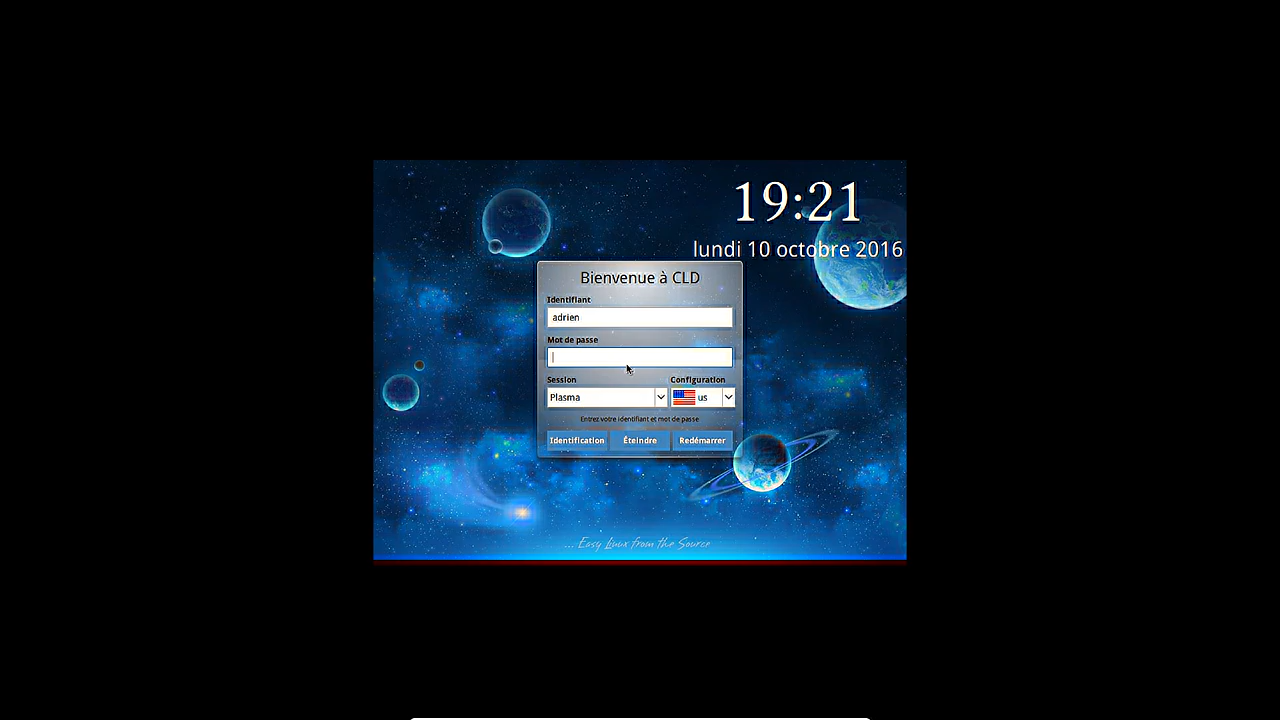 19:21
lundi 10 octobre 2016
Bienvenue à CLD
Identifiant
adrien
Mot de passe
Session Configuration
Plasma us
Entrez votre identifiant et mot de passe
Identification Éteindre Redémarrer
... Easy Linux from the Source